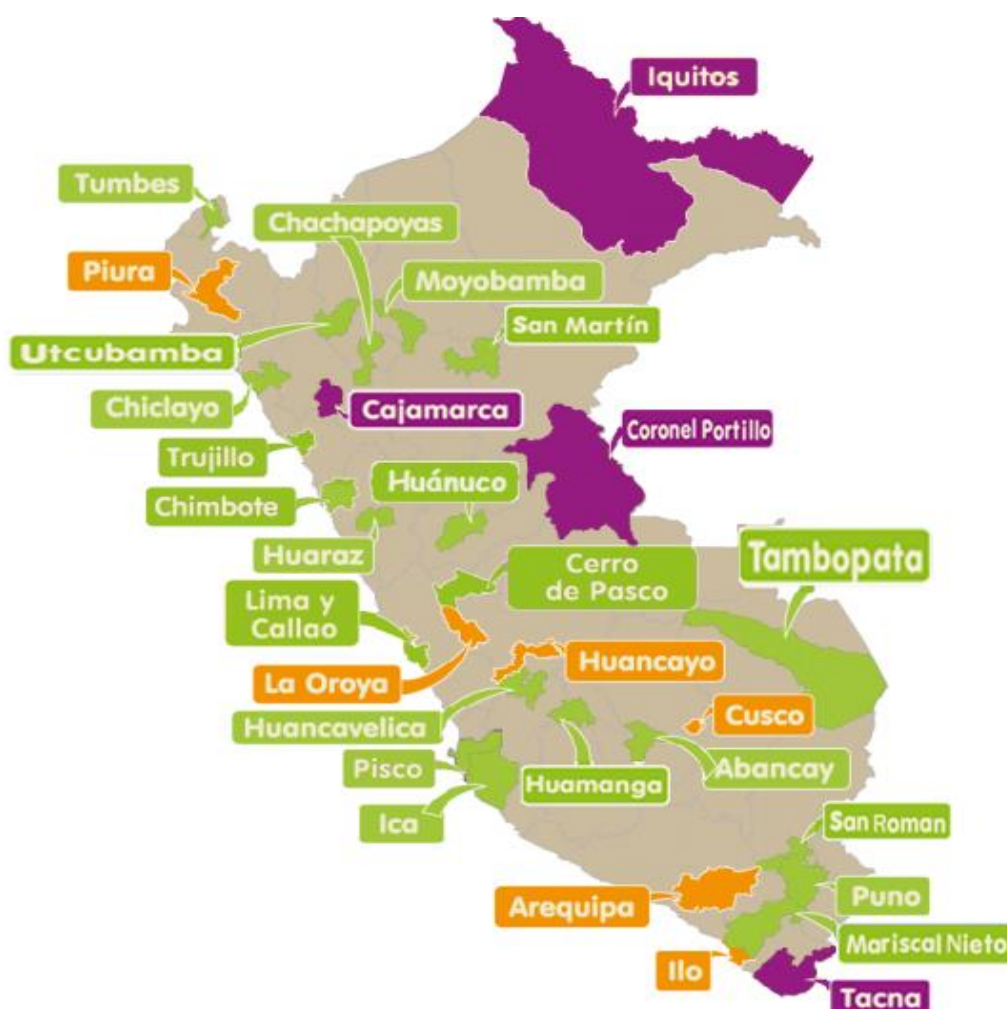 Iquitos
Tumbes
Chachapoyas
Piura
Moyobamba
San Martín
Utcubamba
Chiclayo
Cajamarca
Coronel Portillo
Trujillo
Huánuco
Chimbote
Huaraz
Cerro
de Pasco
Tambopata
Lima y
Callao
La Oroya
Huancayo
Huancavelica
Cusco
Pisco
Huamanga
Abancay
Ica
San Roman
Arequipa
Puno
Mariscal Nieto
Ilo
Tacna